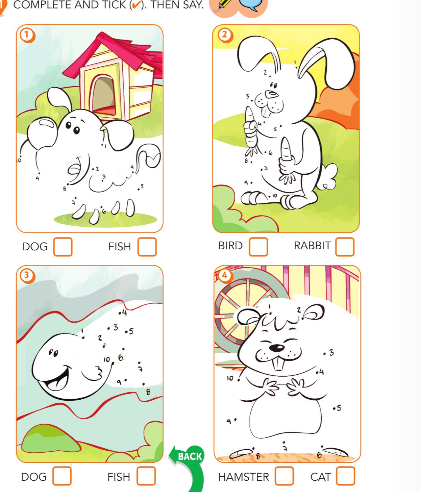 COMPLETE AND TICK (✔). THEN SAY.
1
2
DOG
FISH
BIRD
RABBIT
3
4
BACK
DOG
FISH
HAMSTER
CAT